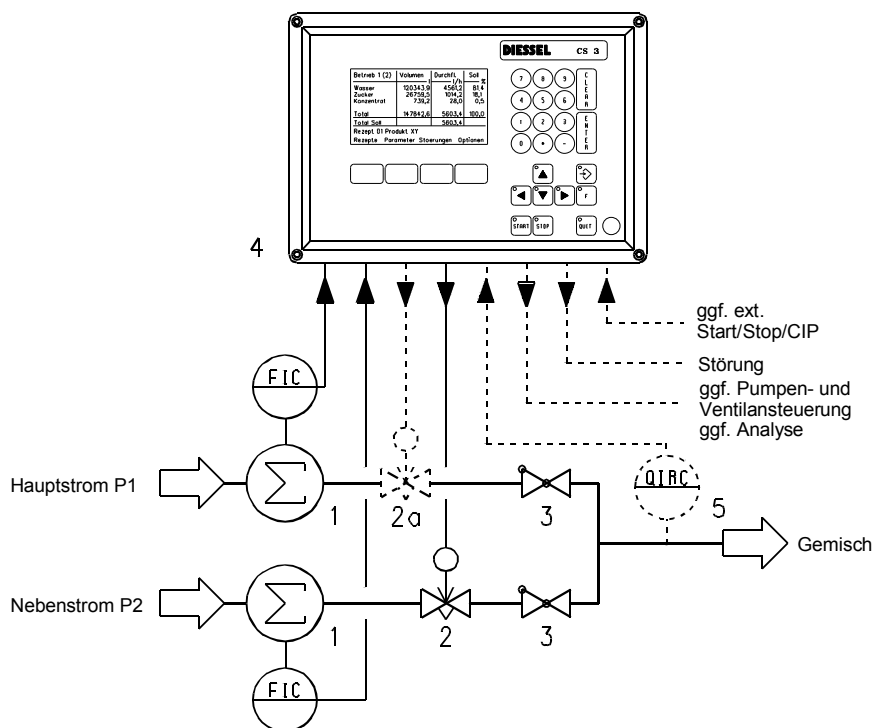 DIESSEL CS 3
Betrieb 1 (2) Volumen Durchfl. Soll
l l/h %
Wasser 120343,9 4561,2 81,4
Zucker 26759,5 1014,2 18,1
Konzentrat 739,2 28,0 0,5
Total 147842,6 5603,4 100,0
Total Soll 5603,4
Rezept 01 Produkt XY
Rezepte Parameter Stoerungen Optionen
7 8 9 CLEAR
4 5 6
1 2 3 ENTER
0 • -
F
START STOP QUIT
4
ggf. ext.
Start/Stop/CIP
Störung
ggf. Pumpen- und
Ventilansteuerung
ggf. Analyse
FIC
QIRC
Hauptstrom P1
Σ
1
2a
3
5
Gemisch
Nebenstrom P2
Σ
1
2
3
FIC